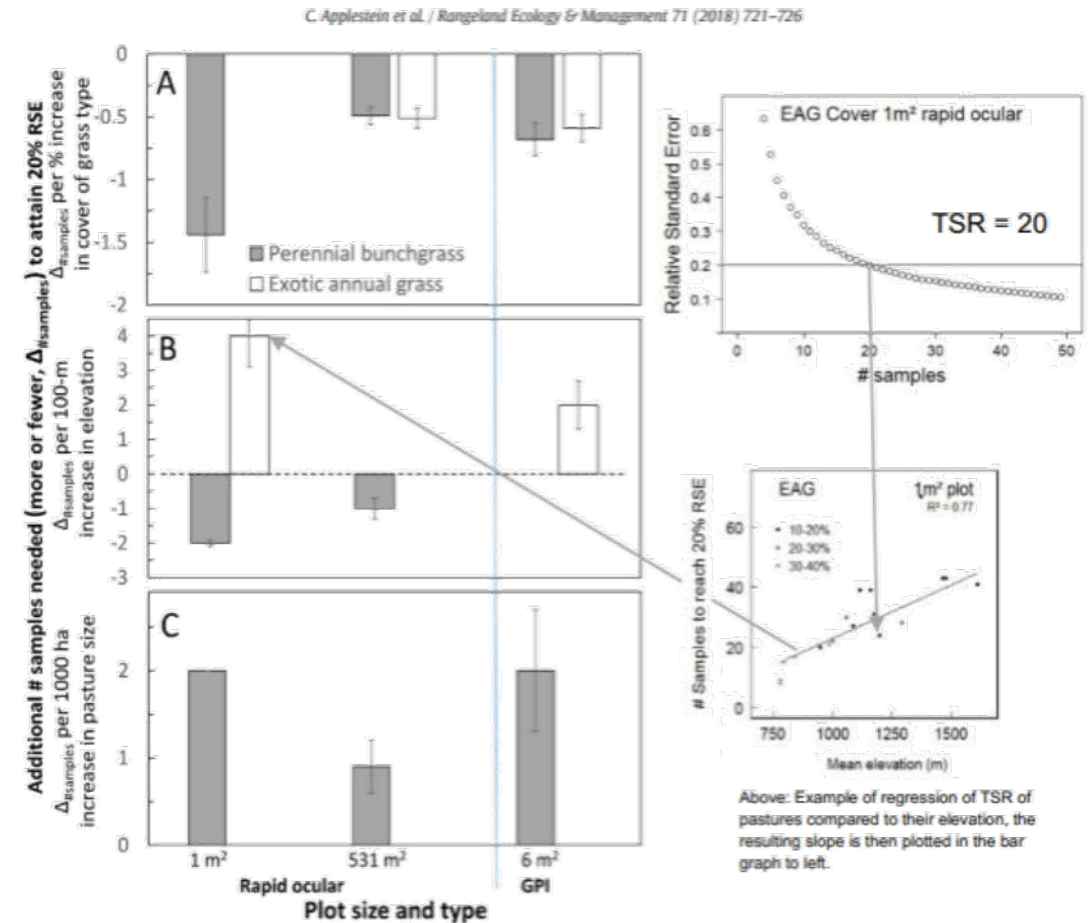 C. Applestein et al. / Rangeland Ecology & Management 71 (2018) 721–726
Additional # samples needed (more or fewer, Δ#samples) to attain 20% RSE
Δ#samples per % increase
in cover of grass type
A
0
-0.5
-1
-1.5
-2
Perennial bunchgrass
Exotic annual grass
Δ#samples per 100-m
increase in elevation
B
4
3
2
1
0
-1
-2
-3
Δ#samples per 1000 ha
increase in pasture size
C
2
1
0
1 m² 531 m² 6 m²
Rapid ocular GPI
Plot size and type
EAG Cover 1m² rapid ocular
TSR = 20
Relative Standard Error
0.6
0.5
0.4
0.3
0.2
0.1
0 10 20 30 40 50
# samples
EAG 1m² plot
R² = 0.77
10-20%
20-30%
30-40%
# Samples to reach 20% RSE
60
40
20
0
750 1000 1250 1500
Mean elevation (m)
Above: Example of regression of TSR of
pastures compared to their elevation, the
resulting slope is then plotted in the bar
graph to left.